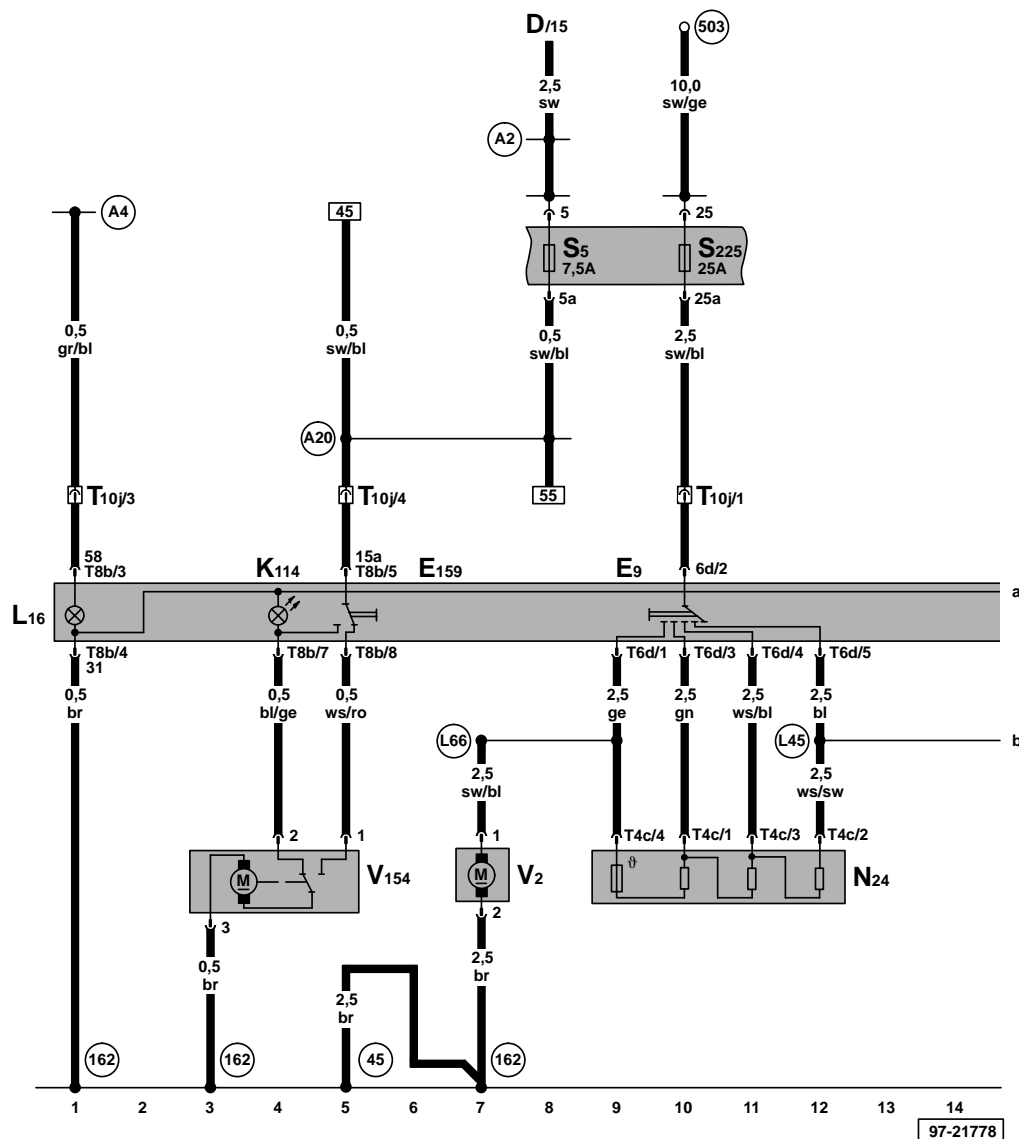 D/15
503
2,5
sw
10,0
sw/ge
A2
A4
45
5
25
S5
7,5A
S225
25A
5a
25a
0,5
gr/bl
0,5
sw/bl
0,5
sw/bl
2,5
sw/bl
A20
T10j/3
T10j/4
55
T10j/1
58
T8b/3
K114
15a
T8b/5
E159
E9
6d/2
a
L16
T8b/4
31
T8b/7
T8b/8
T6d/1
T6d/3
T6d/4
T6d/5
0,5
br
0,5
bl/ge
0,5
ws/ro
2,5
ge
2,5
gn
2,5
ws/bl
2,5
bl
L66
L45
b
2,5
sw/bl
2,5
ws/sw
2
1
1
T4c/4
T4c/1
T4c/3
T4c/2
M
V154
M
V2
ϑ
N24
3
2
0,5
br
2,5
br
2,5
br
162
162
45
162
1 2 3 4 5 6 7 8 9 10 11 12 13 14
97-21778